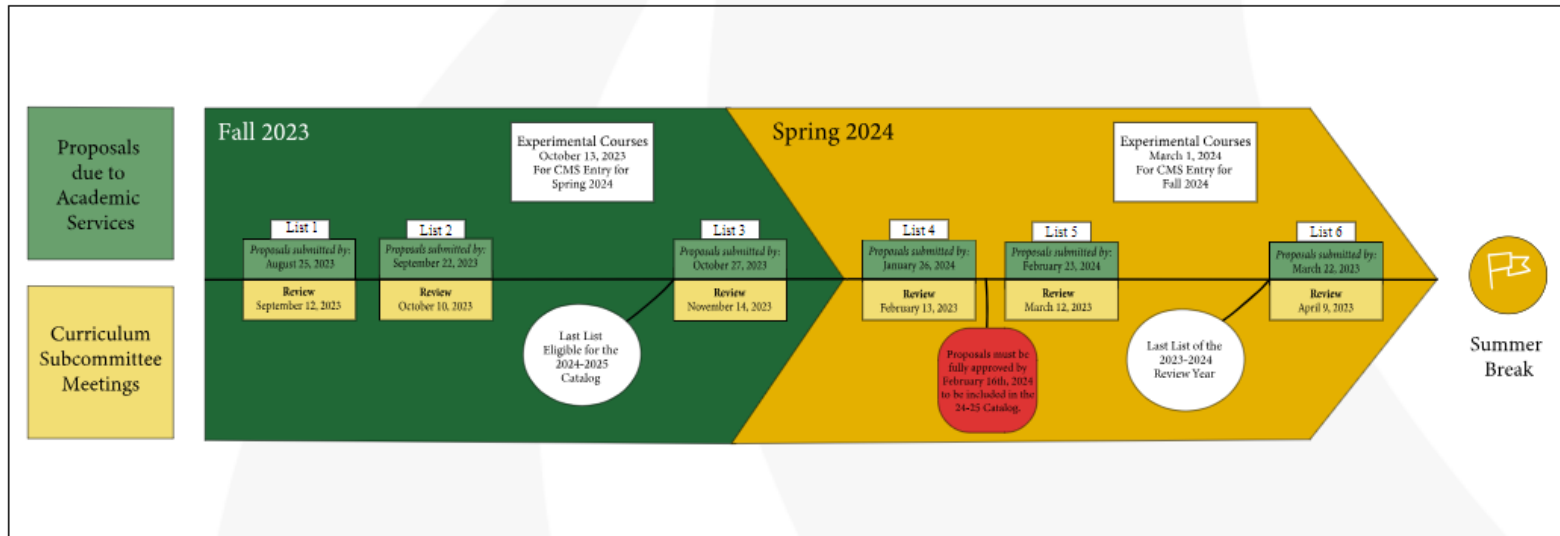 Proposals
due to
Academic
Services
Curriculum
Subcommittee
Meetings
Fall 2023
Experimental Courses
October 13, 2023
For CMS Entry for
Spring 2024
List 1
Proposals submitted by:
August 25, 2023
Review
September 12, 2023
List 2
Proposals submitted by:
September 22, 2023
Review
October 10, 2023
List 3
Proposals submitted by:
October 27, 2023
Review
November 14, 2023
Last List
Eligible for the
2024-2025
Catalog
Spring 2024
Experimental Courses
March 1, 2024
For CMS Entry for
Fall 2024
List 4
Proposals submitted by:
January 26, 2024
Review
February 13, 2023
List 5
Proposals submitted by:
February 23, 2024
Review
March 12, 2023
List 6
Proposals submitted by:
March 22, 2023
Review
April 9, 2023
Proposals must be
fully approved by
February 16th, 2024
to be included in the
24-25 Catalog.
Last List of the
2023-2024
Review Year
Summer
Break